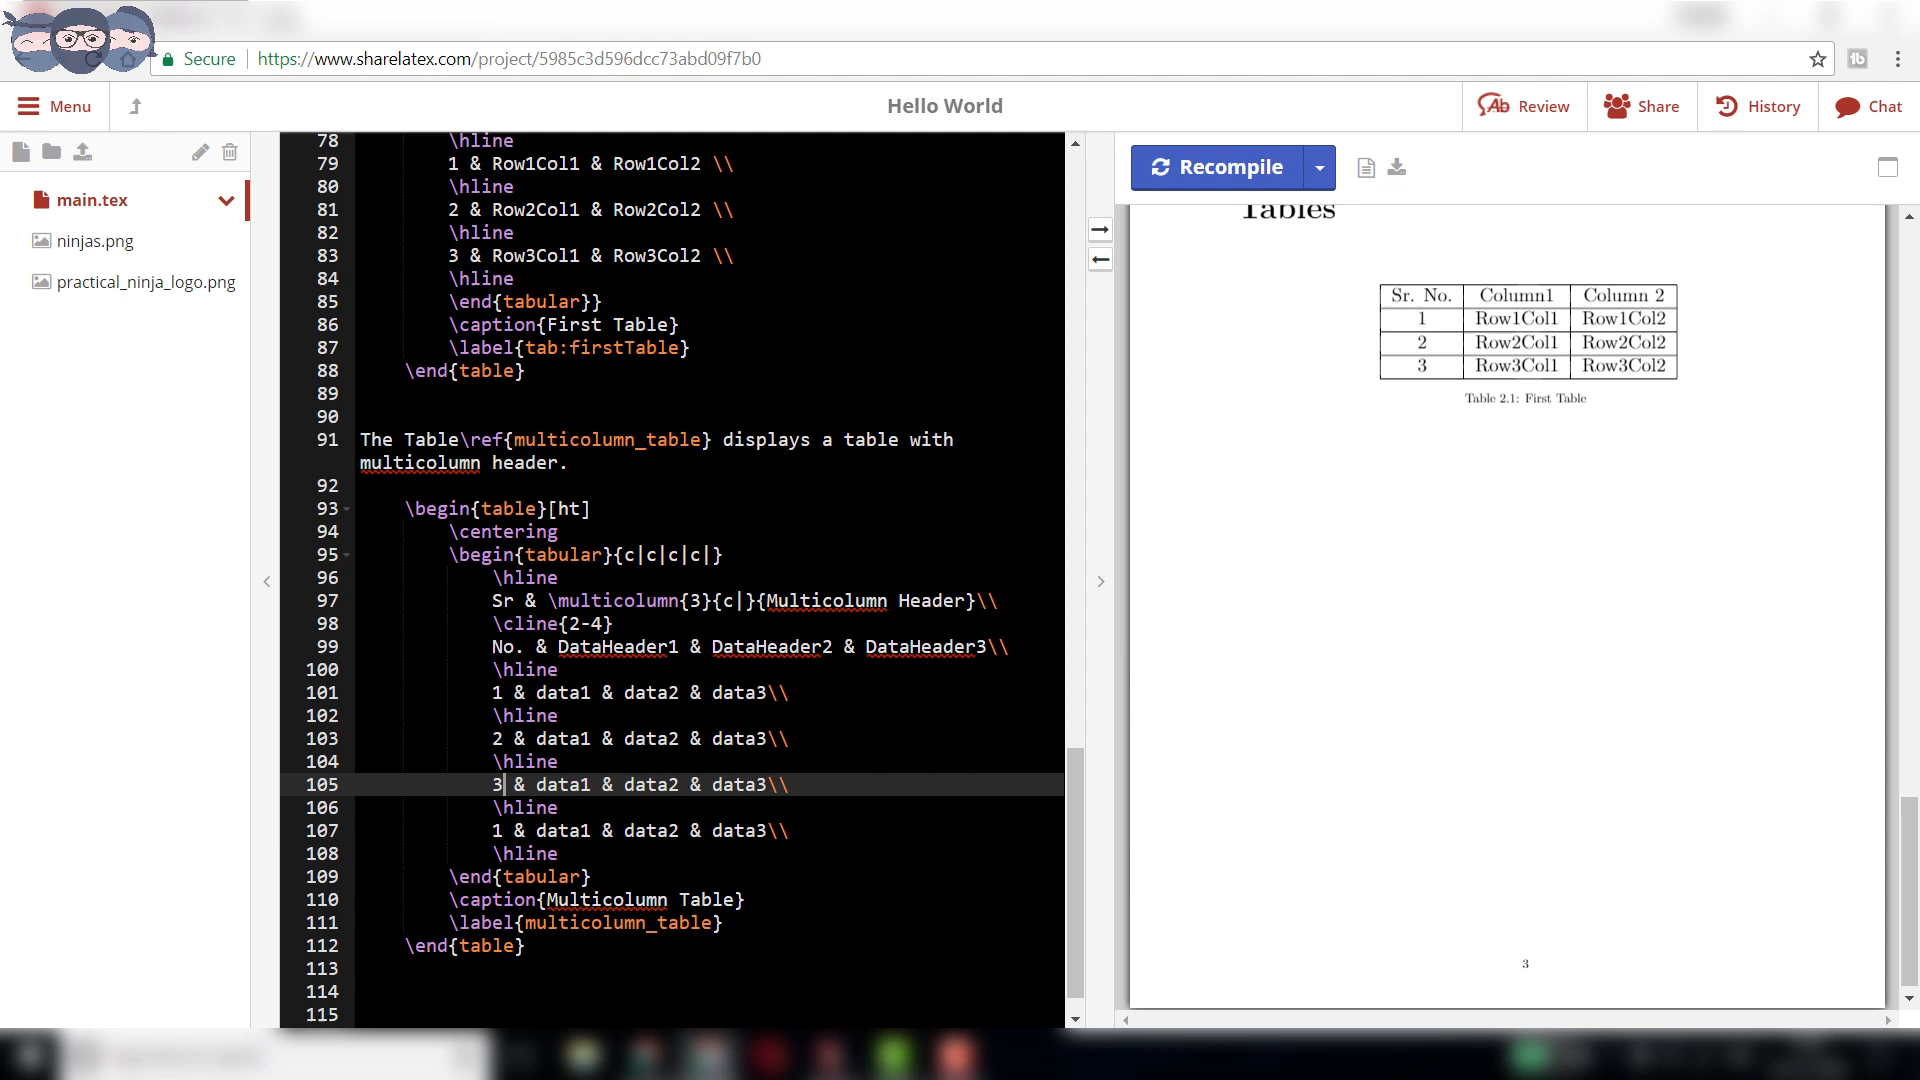 Secure
https://www.sharelatex.com/project/5985c3d596dcc73abd09f7b0
Menu
Hello World
Review
Share
History
Chat
main.tex
ninjas.png
practical_ninja_logo.png
78 \hline
79 1 & Row1Col1 & Row1Col2 \\
80 \hline
81 2 & Row2Col1 & Row2Col2 \\
82 \hline
83 3 & Row3Col1 & Row3Col2 \\
84 \hline
85 \end{tabular}}
86 \caption{First Table}
87 \label{tab:firstTable}
88 \end{table}
89
90
91 The Table\ref{multicolumn_table} displays a table with
multicolumn header.
92
93 \begin{table}[ht]
94 \centering
95 \begin{tabular}{c|c|c|c|}
96 \hline
97 Sr & \multicolumn{3}{c|}{Multicolumn Header}\\
98 \cline{2-4}
99 No. & DataHeader1 & DataHeader2 & DataHeader3\\
100 \hline
101 1 & data1 & data2 & data3\\
102 \hline
103 2 & data1 & data2 & data3\\
104 \hline
105 3 & data1 & data2 & data3\\
106 \hline
107 1 & data1 & data2 & data3\\
108 \hline
109 \end{tabular}
110 \caption{Multicolumn Table}
111 \label{multicolumn_table}
112 \end{table}
113
114
115
Recompile
Tables
Sr. No. Column1 Column 2
1 Row1Col1 Row1Col2
2 Row2Col1 Row2Col2
3 Row3Col1 Row3Col2
Table 2.1: First Table
3